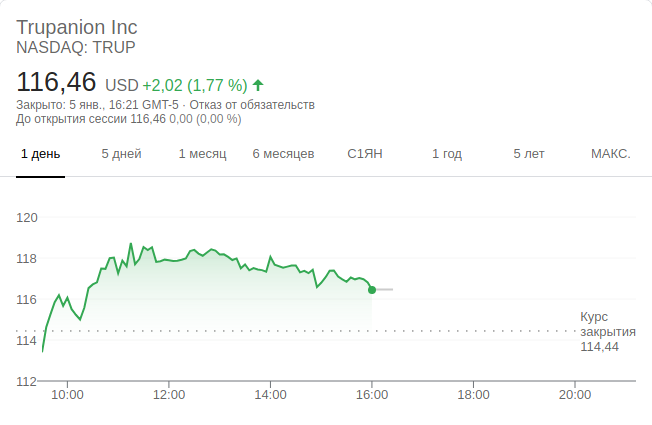 Trupanion Inc
NASDAQ: TRUP
116,46 USD +2,02 (1,77 %)
Закрыто: 5 янв., 16:21 GMT-5 · Отказ от обязательств
До открытия сессии 116,46 0,00 (0,00 %)
1 день 5 дней 1 месяц 6 месяцев С1ЯН 1 год 5 лет МАКС.
120
118
116
Курс
закрытия
114,44
114
112
10:00 12:00 14:00 16:00 18:00 20:00